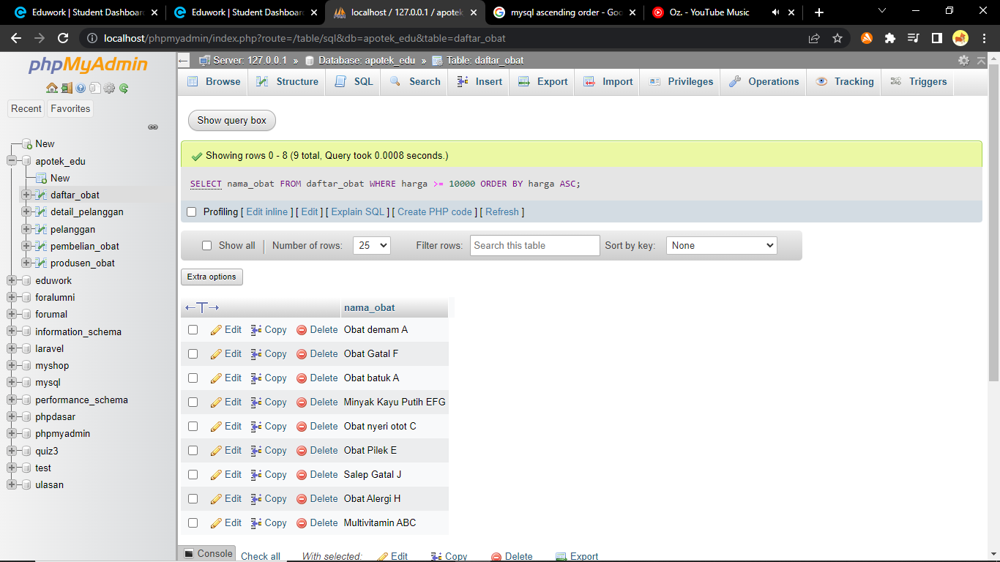 Eduwork | Student Dashboar
Eduwork | Student Dashboar
localhost / 127.0.0.1 / apotek
mysql ascending order - Goo
Oz. - YouTube Music
localhost/phpmyadmin/index.php?route=/table/sql&db=apotek_edu&table=daftar_obat
phpMyAdmin
Recent
Favorites
New
apotek_edu
New
daftar_obat
detail_pelanggan
pelanggan
pembelian_obat
produsen_obat
eduwork
foralumni
forumal
information_schema
laravel
myshop
mysql
performance_schema
phpdasar
phpmyadmin
quiz3
test
ulasan
Server: 127.0.0.1 » Database: apotek_edu » Table: daftar_obat
Browse Structure SQL Search Insert Export Import Privileges Operations Tracking Triggers
Show query box
Showing rows 0 - 8 (9 total, Query took 0.0008 seconds.)
SELECT nama_obat FROM daftar_obat WHERE harga >= 10000 ORDER BY harga ASC;
Profiling [ Edit inline ] [ Edit ] [ Explain SQL ] [ Create PHP code ] [ Refresh ]
Show all | Number of rows: 25 Filter rows: Search this table Sort by key: None
Extra options
←T→ nama_obat
Edit Copy Delete Obat demam A
Edit Copy Delete Obat Gatal F
Edit Copy Delete Obat batuk A
Edit Copy Delete Minyak Kayu Putih EFG
Edit Copy Delete Obat nyeri otot C
Edit Copy Delete Obat Pilek E
Edit Copy Delete Salep Gatal J
Edit Copy Delete Obat Alergi H
Edit Copy Delete Multivitamin ABC
Console Check all With selected: Edit Copy Delete Export